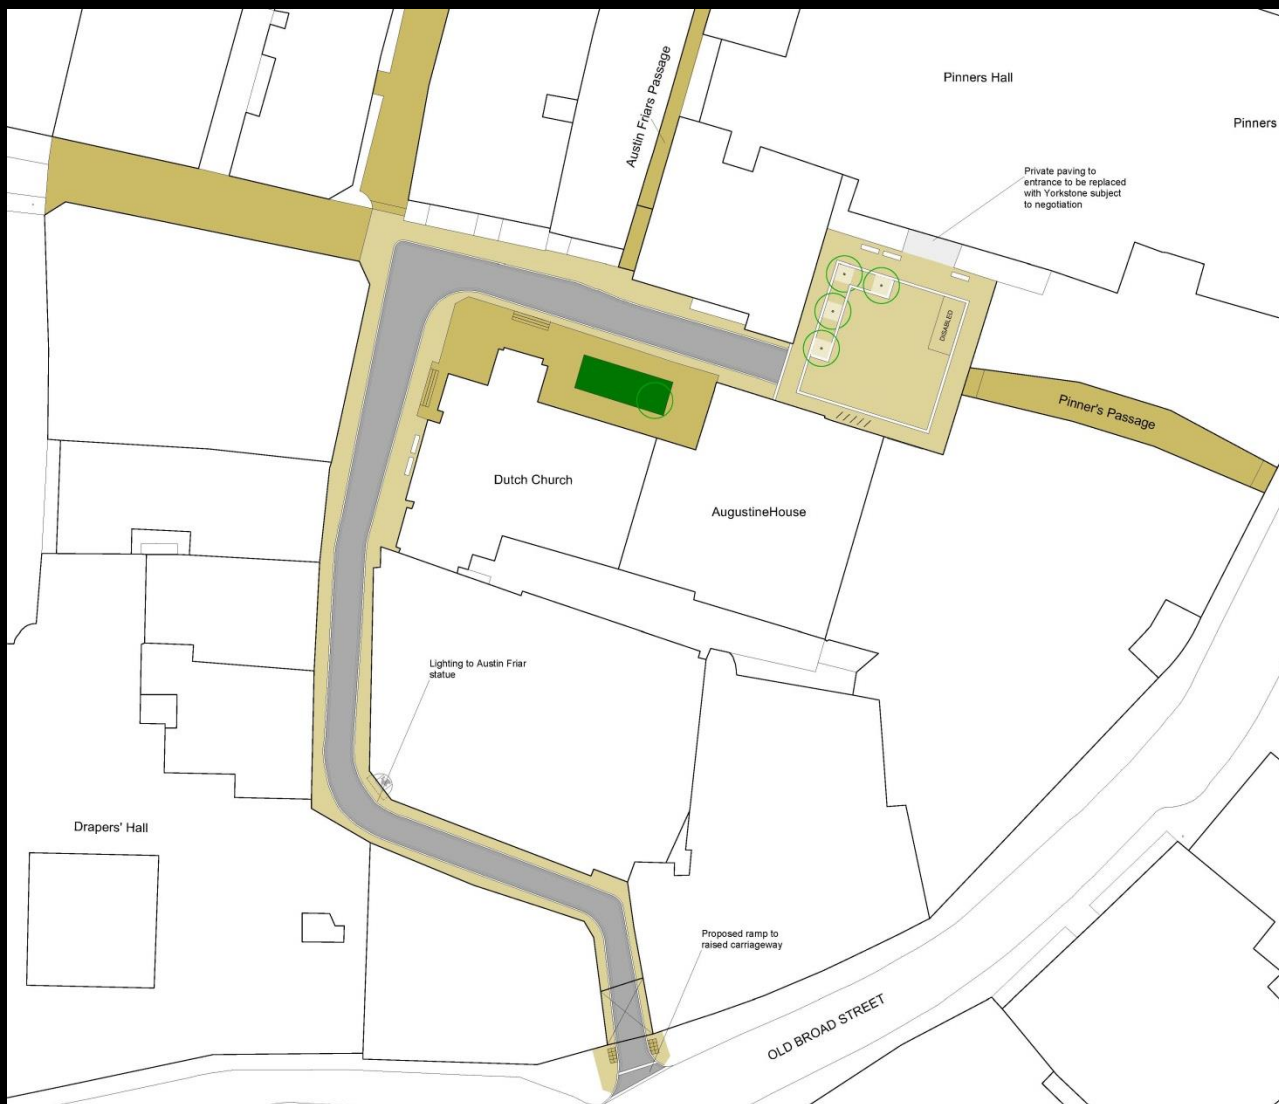 Pinners Hall
Austin Friars Passage
Pinners
Private paving to
entrance to be replaced
with Yorkstone subject
to negotiation
DISABLED
Pinner's Passage
Dutch Church
AugustineHouse
Lighting to Austin Friar
statue
Drapers' Hall
Proposed ramp to
raised carriageway
OLD BROAD STREET